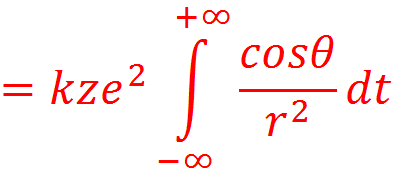 = kze² ∫₋∞⁺∞ cosθ/r² dt